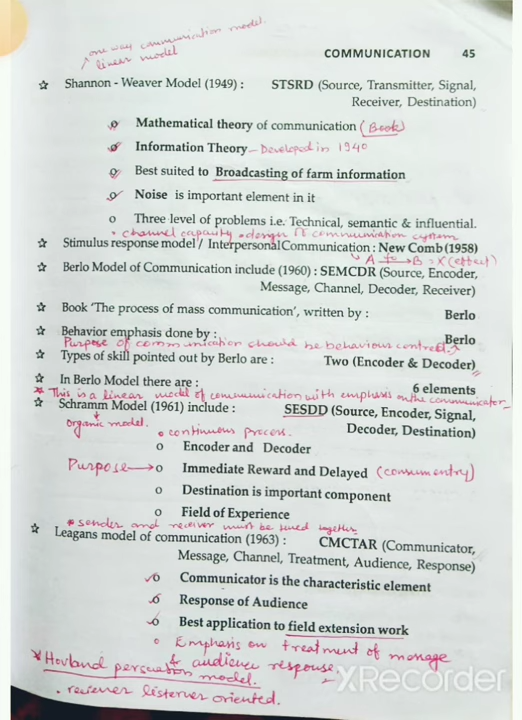 one way communication model.
linear model
COMMUNICATION 45
☆ Shannon - Weaver Model (1949) : STSRD (Source, Transmitter, Signal,
Receiver, Destination)
o Mathematical theory of communication (Book)
o Information Theory - Developed in 1940
o Best suited to Broadcasting of farm information
o Noise is important element in it
o Three level of problems i.e. Technical, semantic & influential.
• channel capacity • design of communication system
☆ Stimulus response model / Interpersonal Communication : New Comb (1958)
A to B : X (effect)
☆ Berlo Model of Communication include (1960) : SEMCDR (Source, Encoder,
Message, Channel, Decoder, Receiver)
☆ Book 'The process of mass communication', written by : Berlo
☆ Behavior emphasis done by : Berlo
Purpose of communication should be behaviour
☆ Types of skill pointed out by Berlo are : Two (Encoder & Decoder)
☆ In Berlo Model there are : 6 elements
* This is a linear model of communication with emphasis on the communicator
☆ Schramm Model (1961) include : SESDD (Source, Encoder, Signal,
Decoder, Destination)
organic model.
• continuous process.
o Encoder and Decoder
Purpose → o Immediate Reward and Delayed
o Destination is important component
o Field of Experience
* sender and receiver must be tuned together
☆ Leagans model of communication (1963) : CMCTAR (Communicator,
Message, Channel, Treatment, Audience, Response)
o Communicator is the characteristic element
o Response of Audience
o Best application to field extension work
o Emphasis on treatment of message
& audience response
* Hovland persuation model.
• reciever listerner oriented.
XRecorder